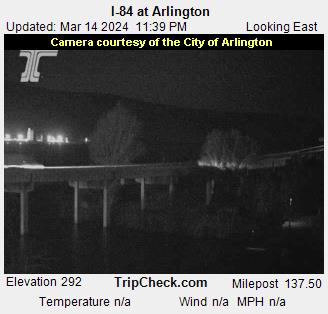 I-84 at Arlington
Updated: Mar 14 2024 11:39 PM Looking East
Camera courtesy of the City of Arlington
Elevation 292 TripCheck.com Milepost 137.50
Temperature n/a Wind n/a MPH n/a